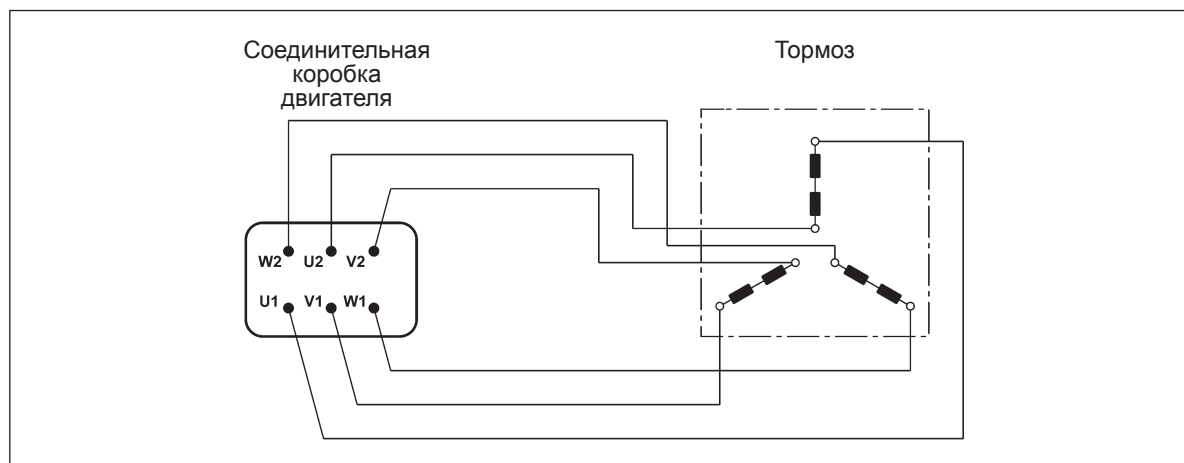 Соединительная
коробка
двигателя
Тормоз
W2 U2 V2
U1 V1 W1